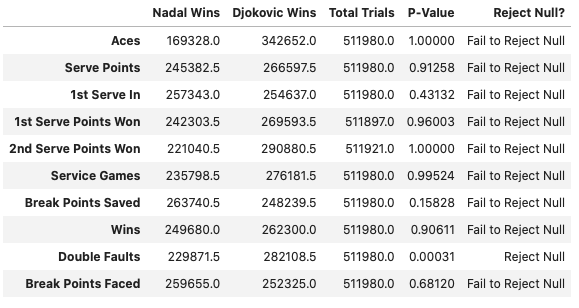 Nadal Wins Djokovic Wins Total Trials P-Value Reject Null?
Aces 169328.0 342652.0 511980.0 1.00000 Fail to Reject Null
Serve Points 245382.5 266597.5 511980.0 0.91258 Fail to Reject Null
1st Serve In 257343.0 254637.0 511980.0 0.43132 Fail to Reject Null
1st Serve Points Won 242303.5 269593.5 511897.0 0.96003 Fail to Reject Null
2nd Serve Points Won 221040.5 290880.5 511921.0 1.00000 Fail to Reject Null
Service Games 235798.5 276181.5 511980.0 0.99524 Fail to Reject Null
Break Points Saved 263740.5 248239.5 511980.0 0.15828 Fail to Reject Null
Wins 249680.0 262300.0 511980.0 0.90611 Fail to Reject Null
Double Faults 229871.5 282108.5 511980.0 0.00031 Reject Null
Break Points Faced 259655.0 252325.0 511980.0 0.68120 Fail to Reject Null